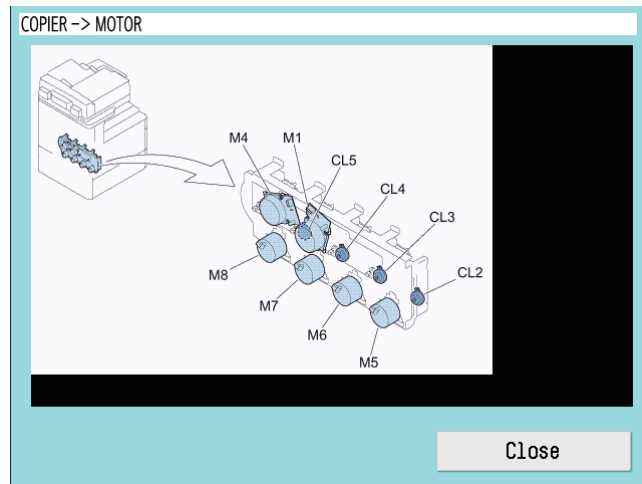 COPIER -> MOTOR
M4
M1
CL5
CL4
CL3
CL2
M8
M7
M6
M5
Close